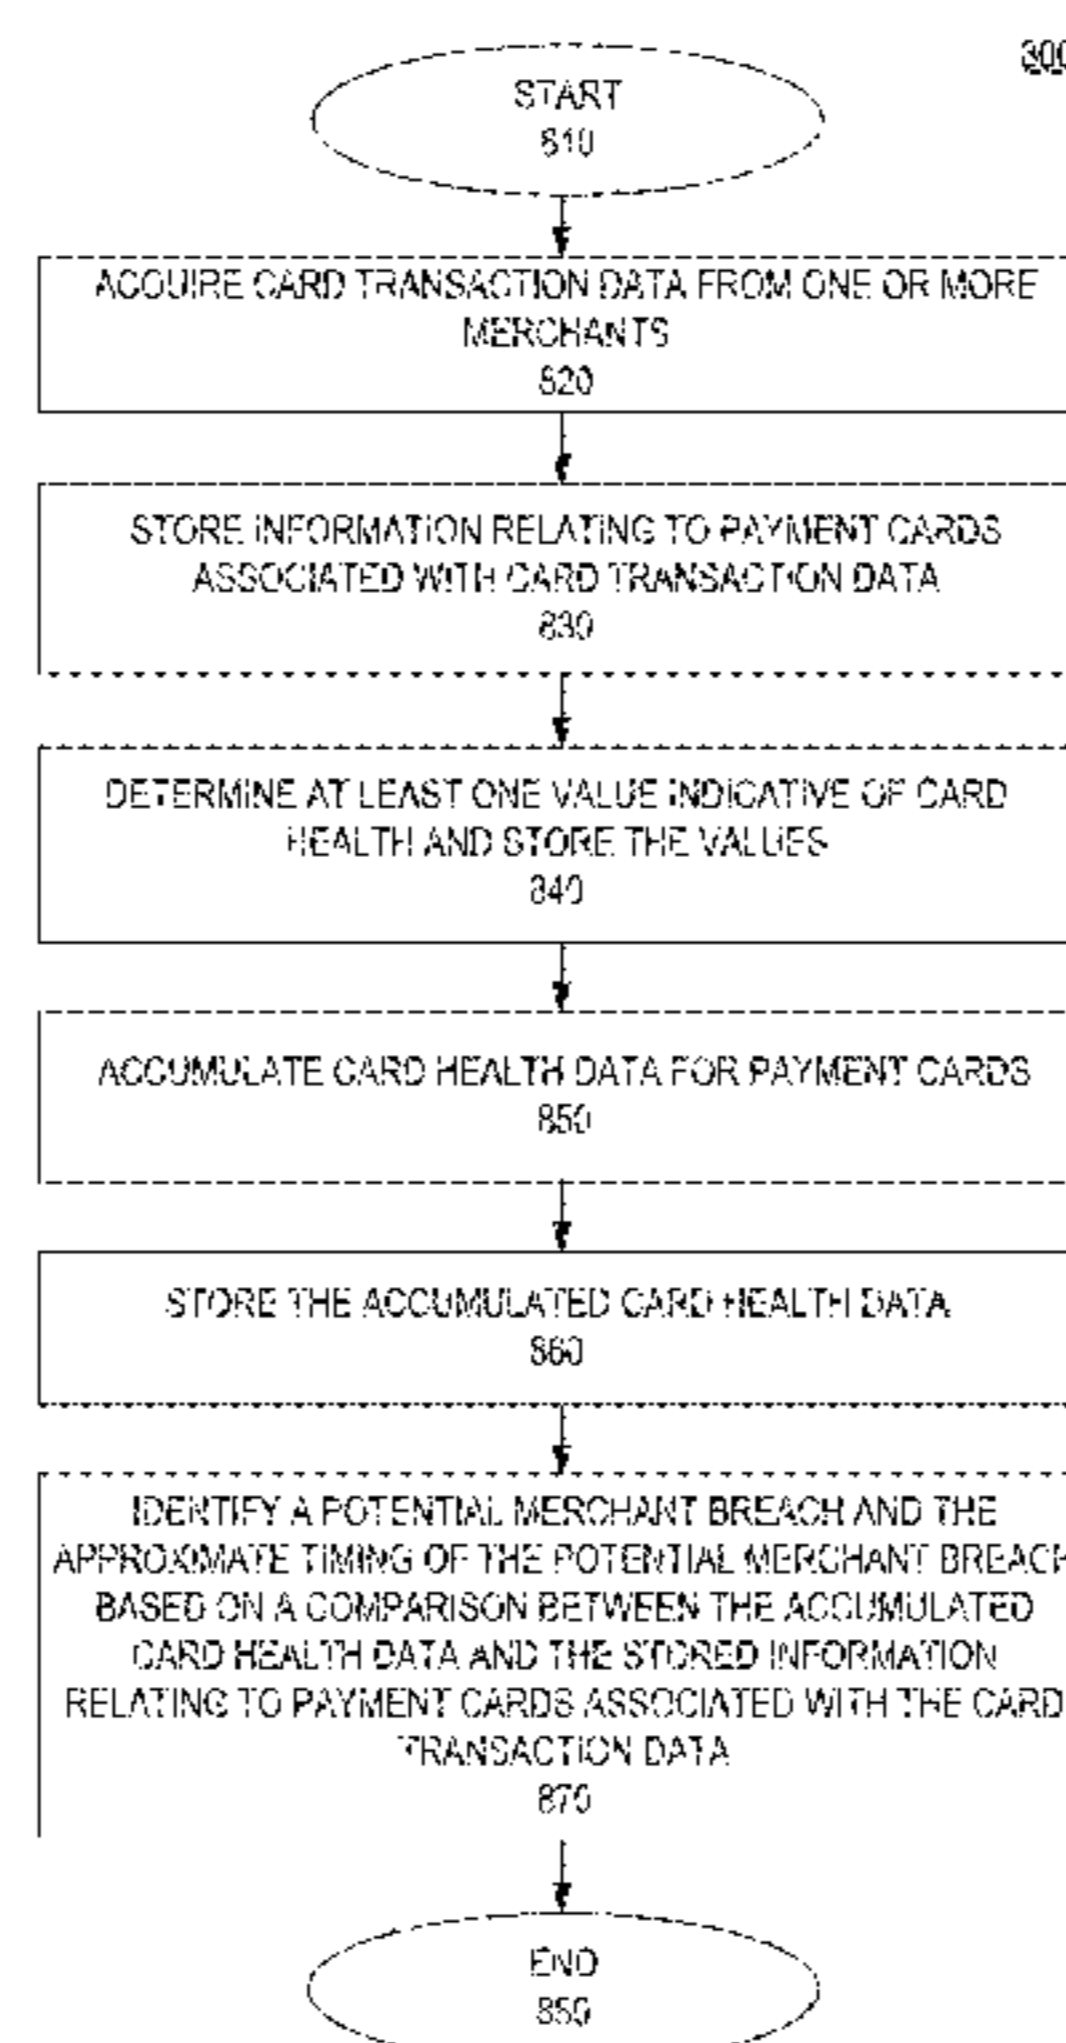 START
810
ACQUIRE CARD TRANSACTION DATA FROM ONE OR MORE
MERCHANTS
820
STORE INFORMATION RELATING TO PAYMENT CARDS
ASSOCIATED WITH CARD TRANSACTION DATA
830
DETERMINE AT LEAST ONE VALUE INDICATIVE OF CARD
HEALTH AND STORE THE VALUES
840
ACCUMULATE CARD HEALTH DATA FOR PAYMENT CARDS
850
STORE THE ACCUMULATED CARD HEALTH DATA
860
IDENTIFY A POTENTIAL MERCHANT BREACH AND THE
APPROXIMATE TIMING OF THE POTENTIAL MERCHANT BREACH
BASED ON A COMPARISON BETWEEN THE ACCUMULATED
CARD HEALTH DATA AND THE STORED INFORMATION
RELATING TO PAYMENT CARDS ASSOCIATED WITH THE CARD
TRANSACTION DATA
870
END